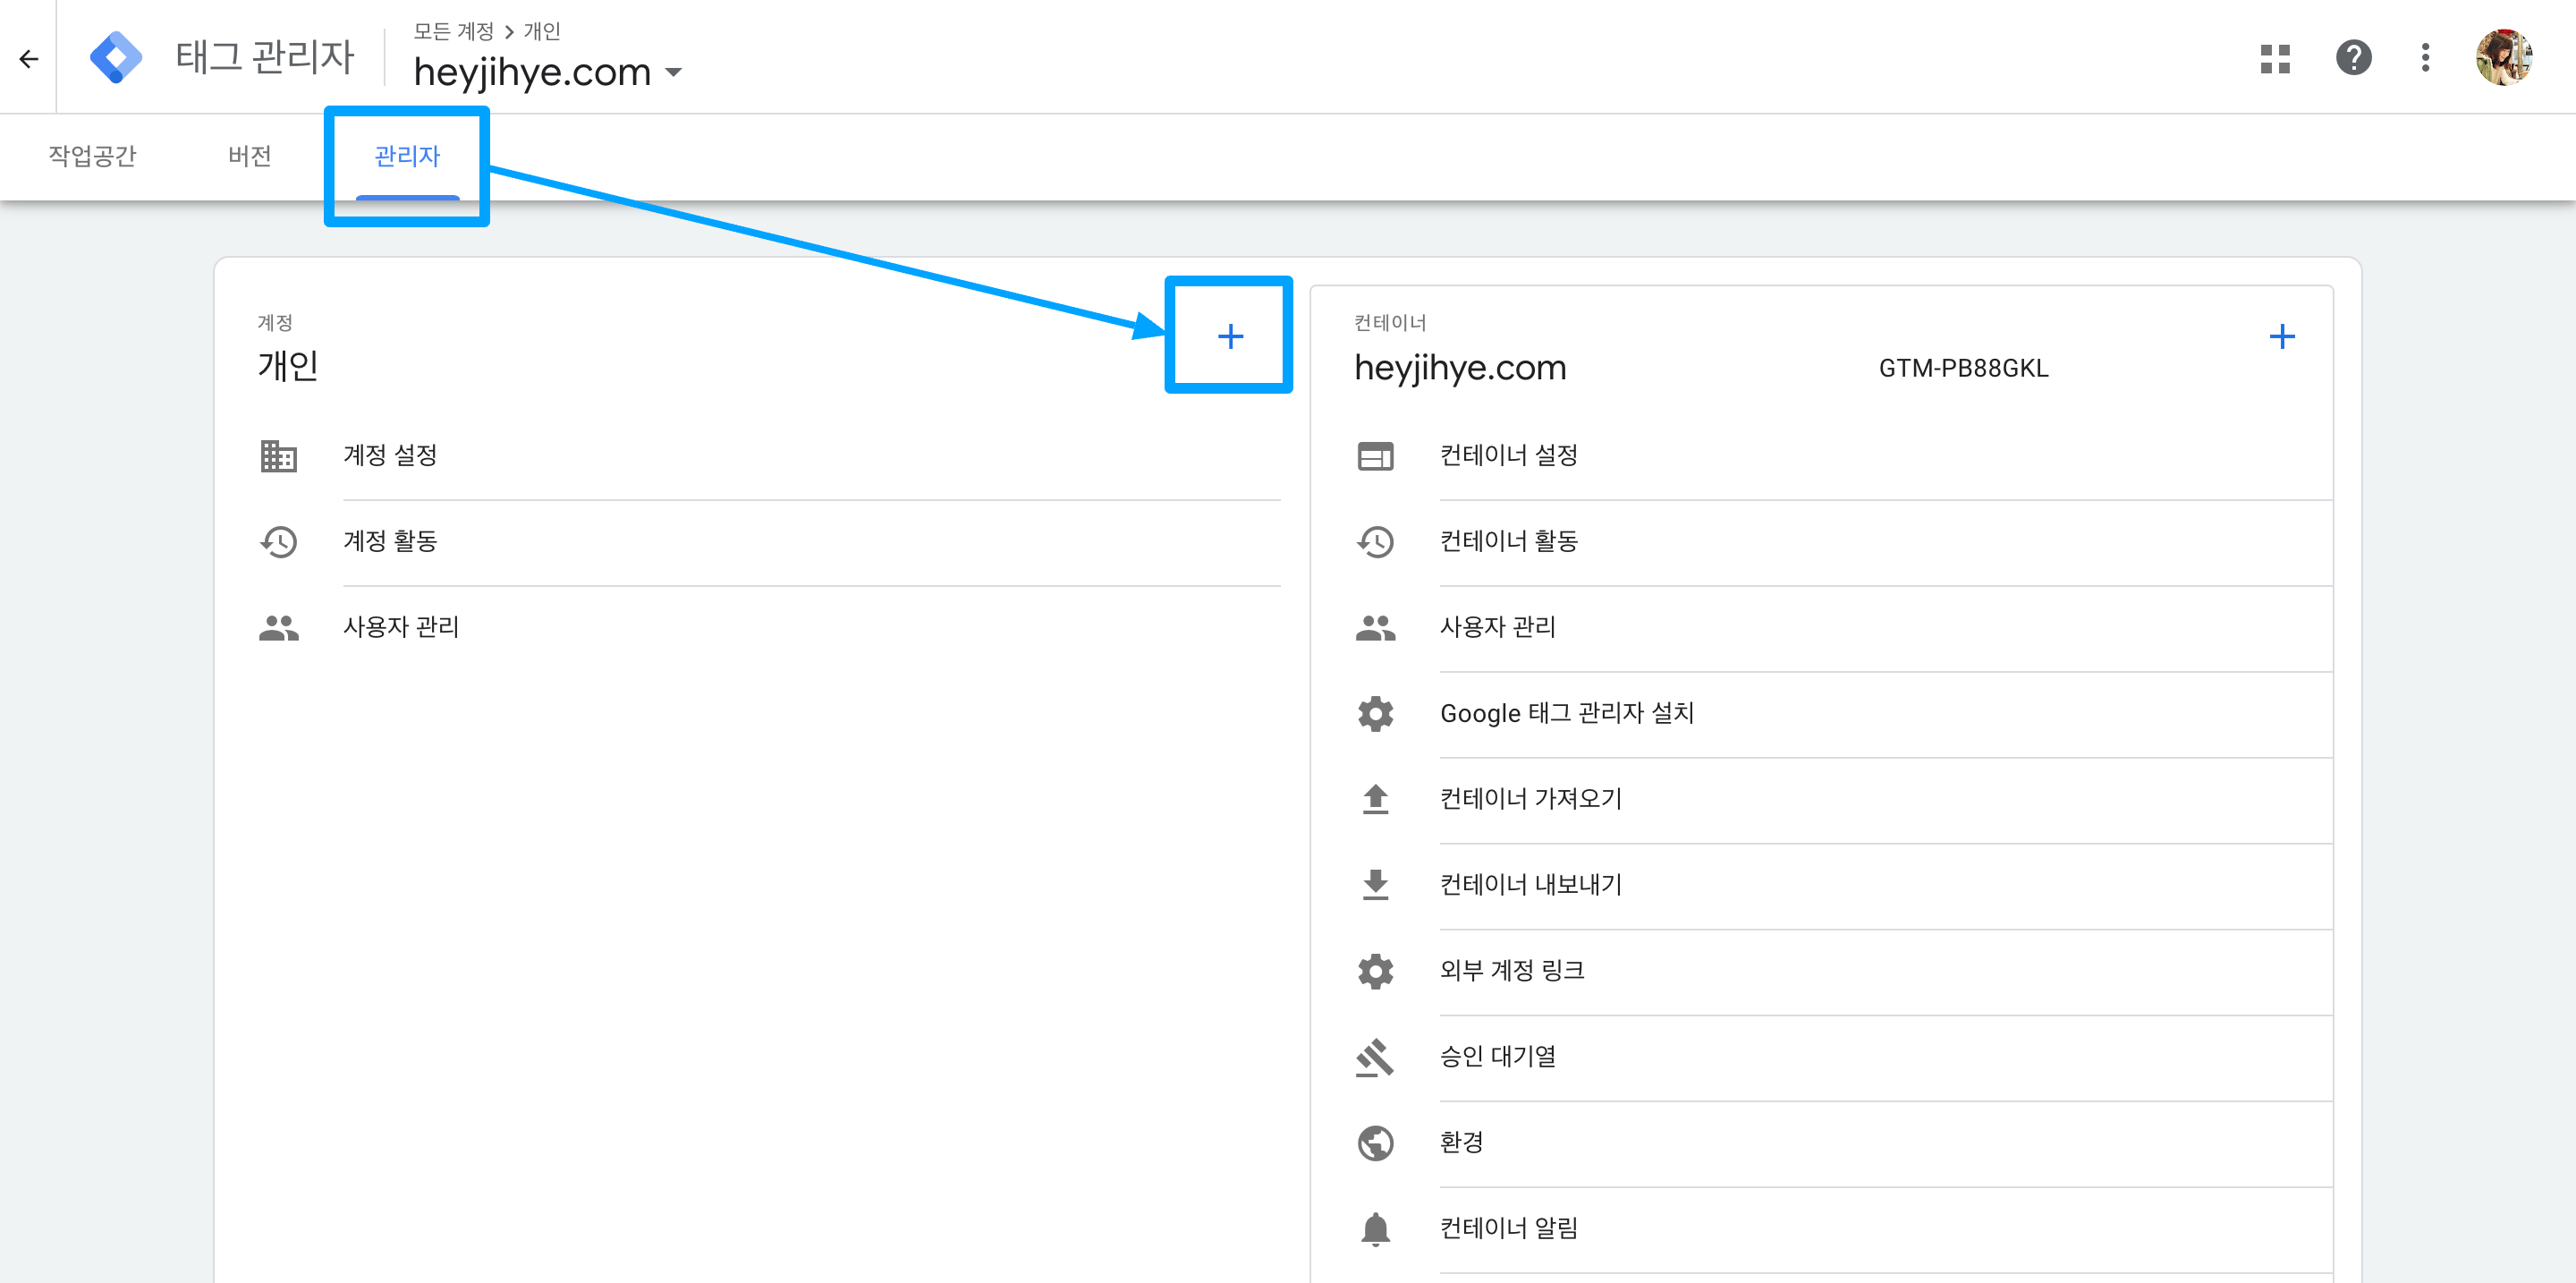 태그 관리자
모든 계정 > 개인
heyjihye.com
작업공간
버전
관리자
계정
개인
계정 설정
계정 활동
사용자 관리
컨테이너
heyjihye.com
GTM-PB88GKL
컨테이너 설정
컨테이너 활동
사용자 관리
Google 태그 관리자 설치
컨테이너 가져오기
컨테이너 내보내기
외부 계정 링크
승인 대기열
환경
컨테이너 알림